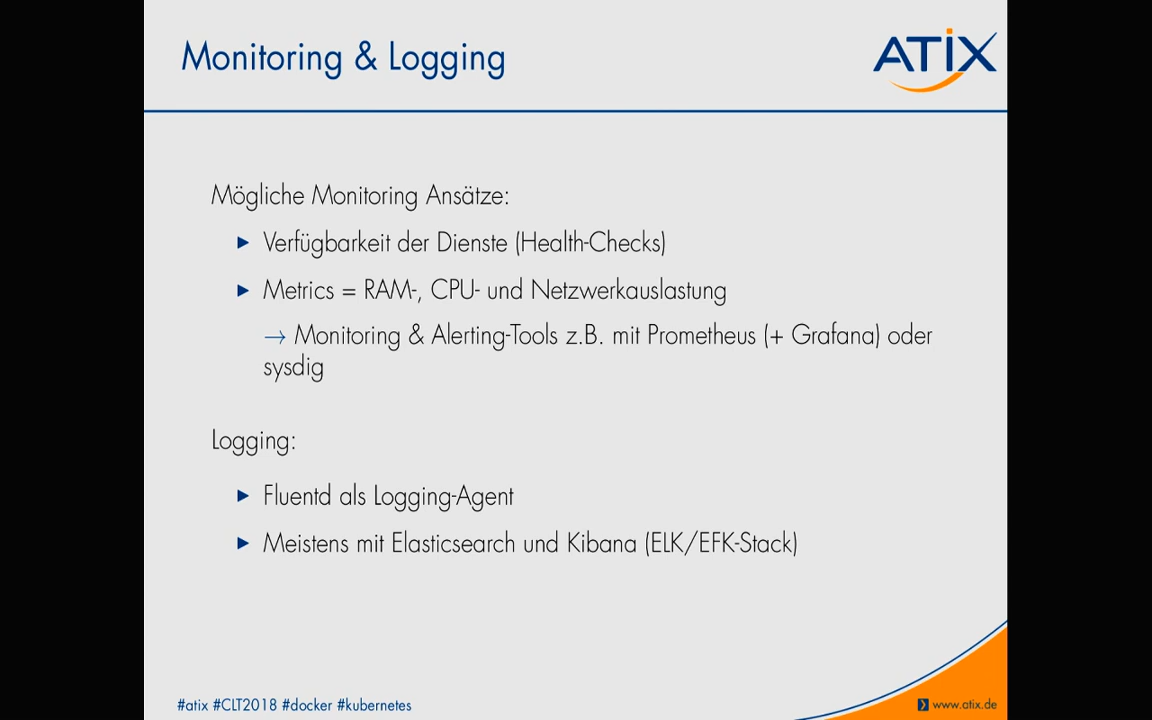 Monitoring & Logging
ATIX
Mögliche Monitoring Ansätze:
► Verfügbarkeit der Dienste (Health-Checks)
► Metrics = RAM-, CPU- und Netzwerkauslastung
→ Monitoring & Alerting-Tools z.B. mit Prometheus (+ Grafana) oder
sysdig
Logging:
► Fluentd als Logging-Agent
► Meistens mit Elasticsearch und Kibana (ELK/EFK-Stack)
#atix #CLT2018 #docker #kubernetes
www.atix.de